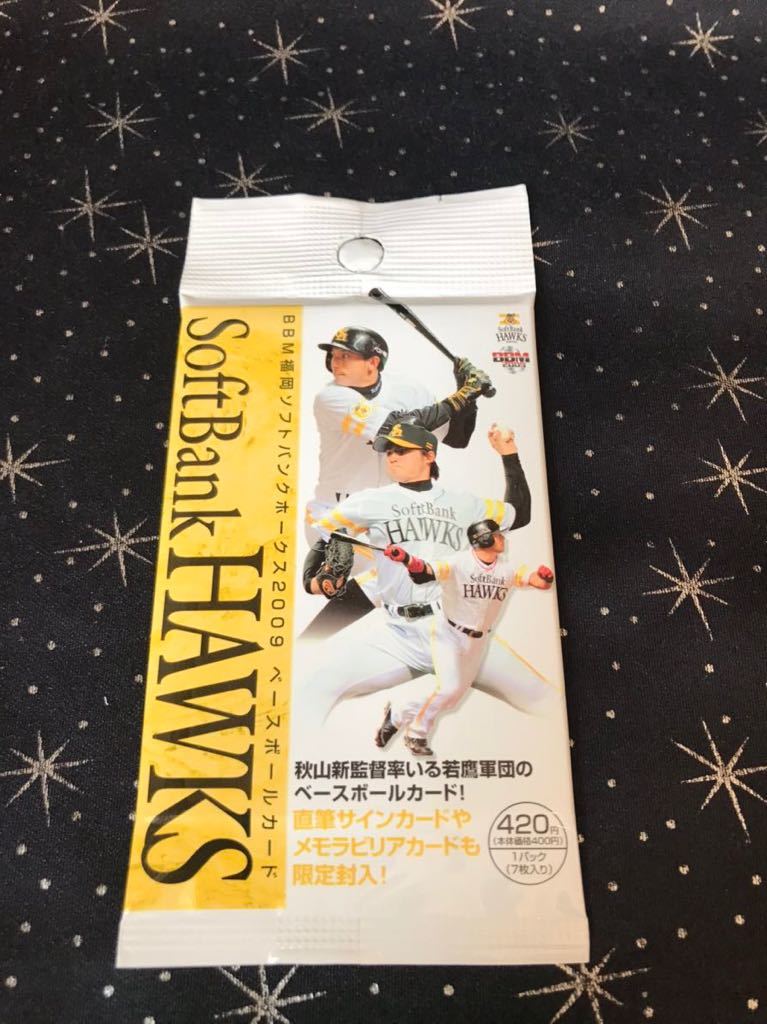 SoftBank HAWKS
BBM福岡ソフトバンクホークス2009 ベースボールカード
SoftBank
HAWKS
BBM
2009
SoftBank
HAWKS
SoftBank
HAWKS
秋山新監督率いる若鷹軍団の
ベースボールカード!
直筆サインカードや
メモラビリアカードも
限定封入!
420円
(本体価格400円)
1パック
(7枚入り)